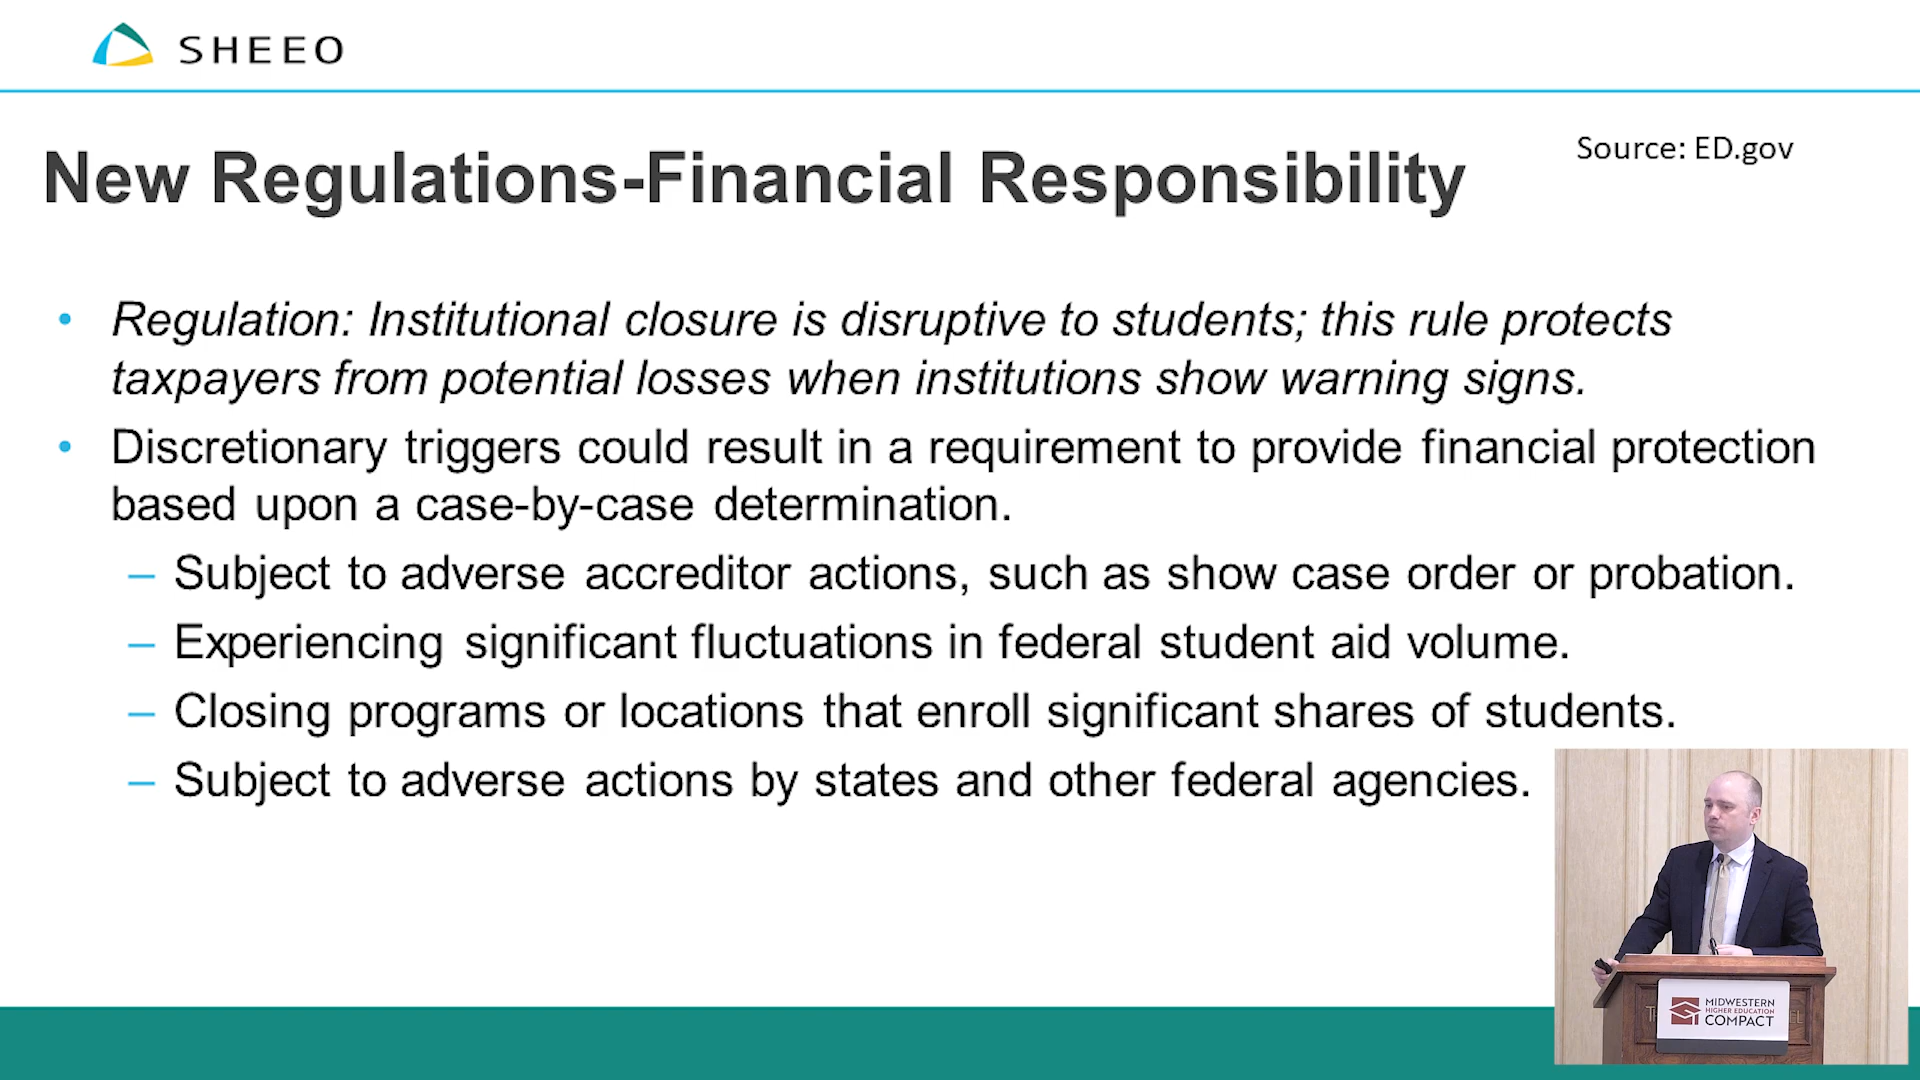 SHEEO
Source: ED.gov
New Regulations-Financial Responsibility
• Regulation: Institutional closure is disruptive to students; this rule protects
taxpayers from potential losses when institutions show warning signs.
• Discretionary triggers could result in a requirement to provide financial protection
based upon a case-by-case determination.
– Subject to adverse accreditor actions, such as show case order or probation.
– Experiencing significant fluctuations in federal student aid volume.
– Closing programs or locations that enroll significant shares of students.
– Subject to adverse actions by states and other federal agencies.
MIDWESTERN
HIGHER EDUCATION
COMPACT